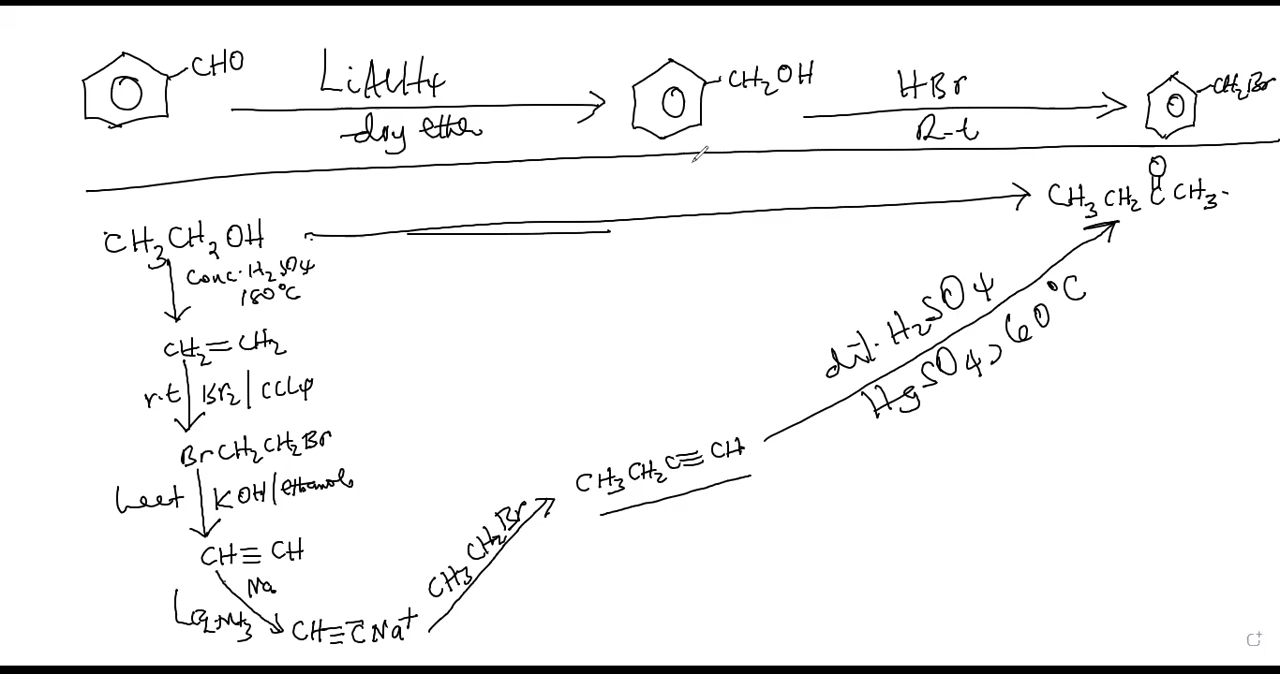 CHO LiAlH4 CH2OH HBr CH2Br
dry ether R-t
CH3CH2OH CH3CH2COCH3.
Conc. H2SO4
180°C
CH2=CH2
r.t Br2/CCl4
dil. H2SO4
HgSO4, 60°C
BrCH2CH2Br
heat KOH/ethanol
CH3CH2C≡CH
CH3CH2Br
CH≡CH
Na
Liq. NH3
CH≡C̄Na+
C+